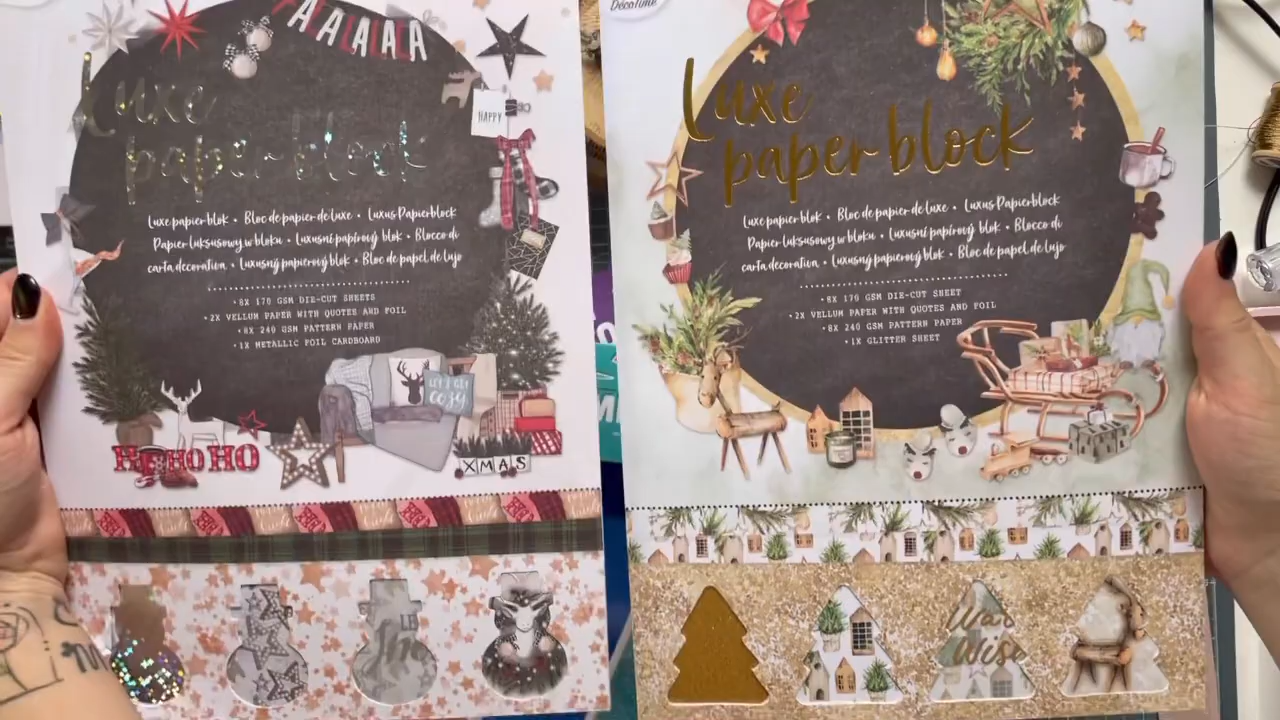 ALALALALA
Luxe
paper block
HAPPY
Luxe papier blok • Bloc de papier de luxe • Luxus Papierblock
Papier luksusowy w bloku • Luxusní papírový blok • Blocco di
carta decorativa • Luxusný papierový blok • Bloc de papel de lujo
• 8X 170 GSM DIE-CUT SHEETS
• 2X VELLUM PAPER WITH QUOTES AND FOIL
• 8X 240 GSM PATTERN PAPER
• 1X METALLIC FOIL CARDBOARD
LET'S GET
COZY
HO HO HO
XMAS
DécoTime
Luxe
paper block
Luxe papier blok • Bloc de papier de luxe • Luxus Papierblock
Papier luksusowy w bloku • Luxusní papírový blok • Blocco di
carta decorativa • Luxusný papierový blok • Bloc de papel de lujo
• 8X 170 GSM DIE-CUT SHEET
• 2X VELLUM PAPER WITH QUOTES AND FOIL
• 8X 240 GSM PATTERN PAPER
• 1X GLITTER SHEET